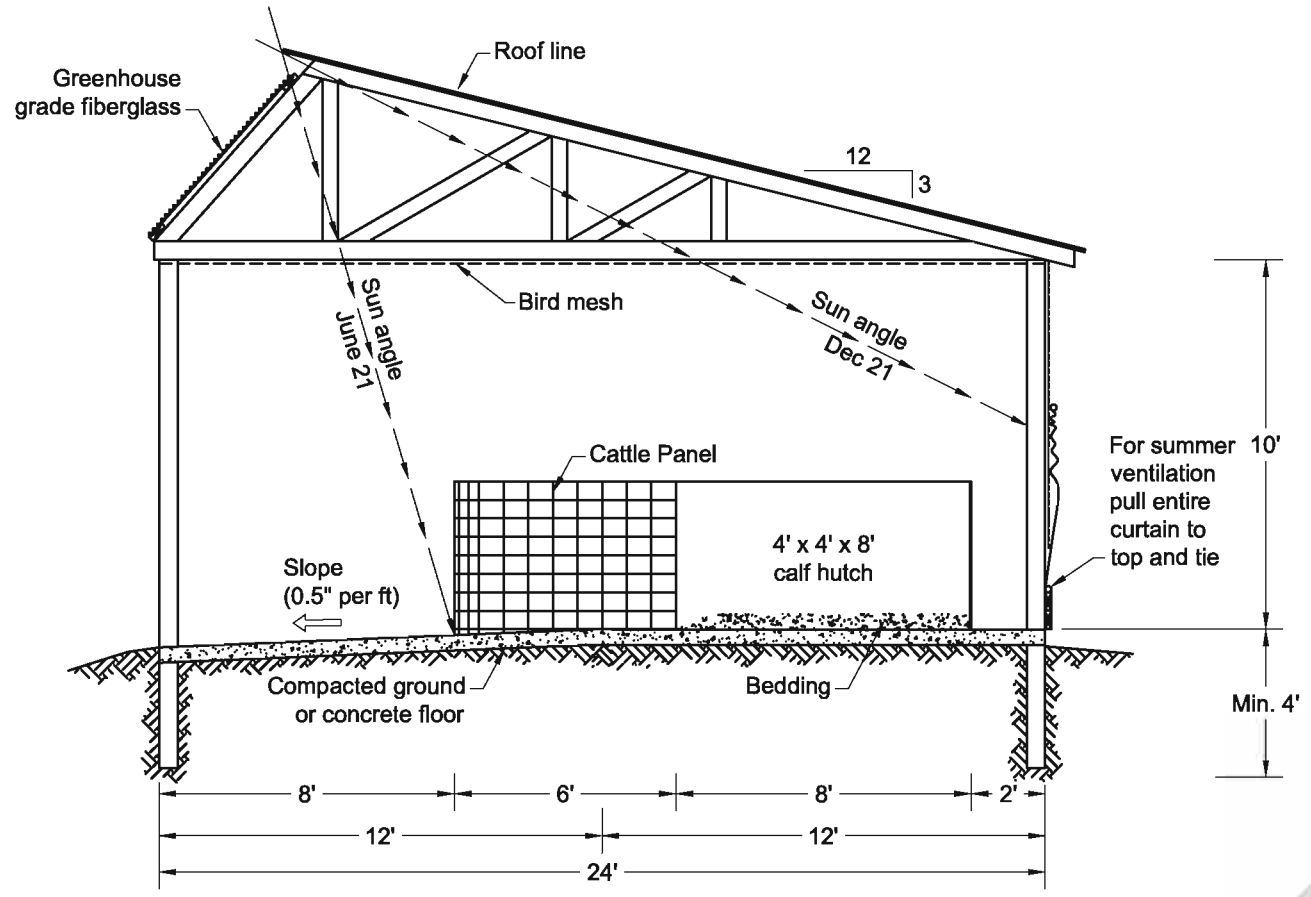 Roof line
Greenhouse
grade fiberglass
12
3
Bird mesh
Sun angle
June 21
Sun angle
Dec 21
Cattle Panel
For summer
ventilation
pull entire
curtain to
top and tie
10'
4' x 4' x 8'
calf hutch
Slope
(0.5" per ft)
Compacted ground
or concrete floor
Bedding
Min. 4'
8'
6'
8'
2'
12'
12'
24'